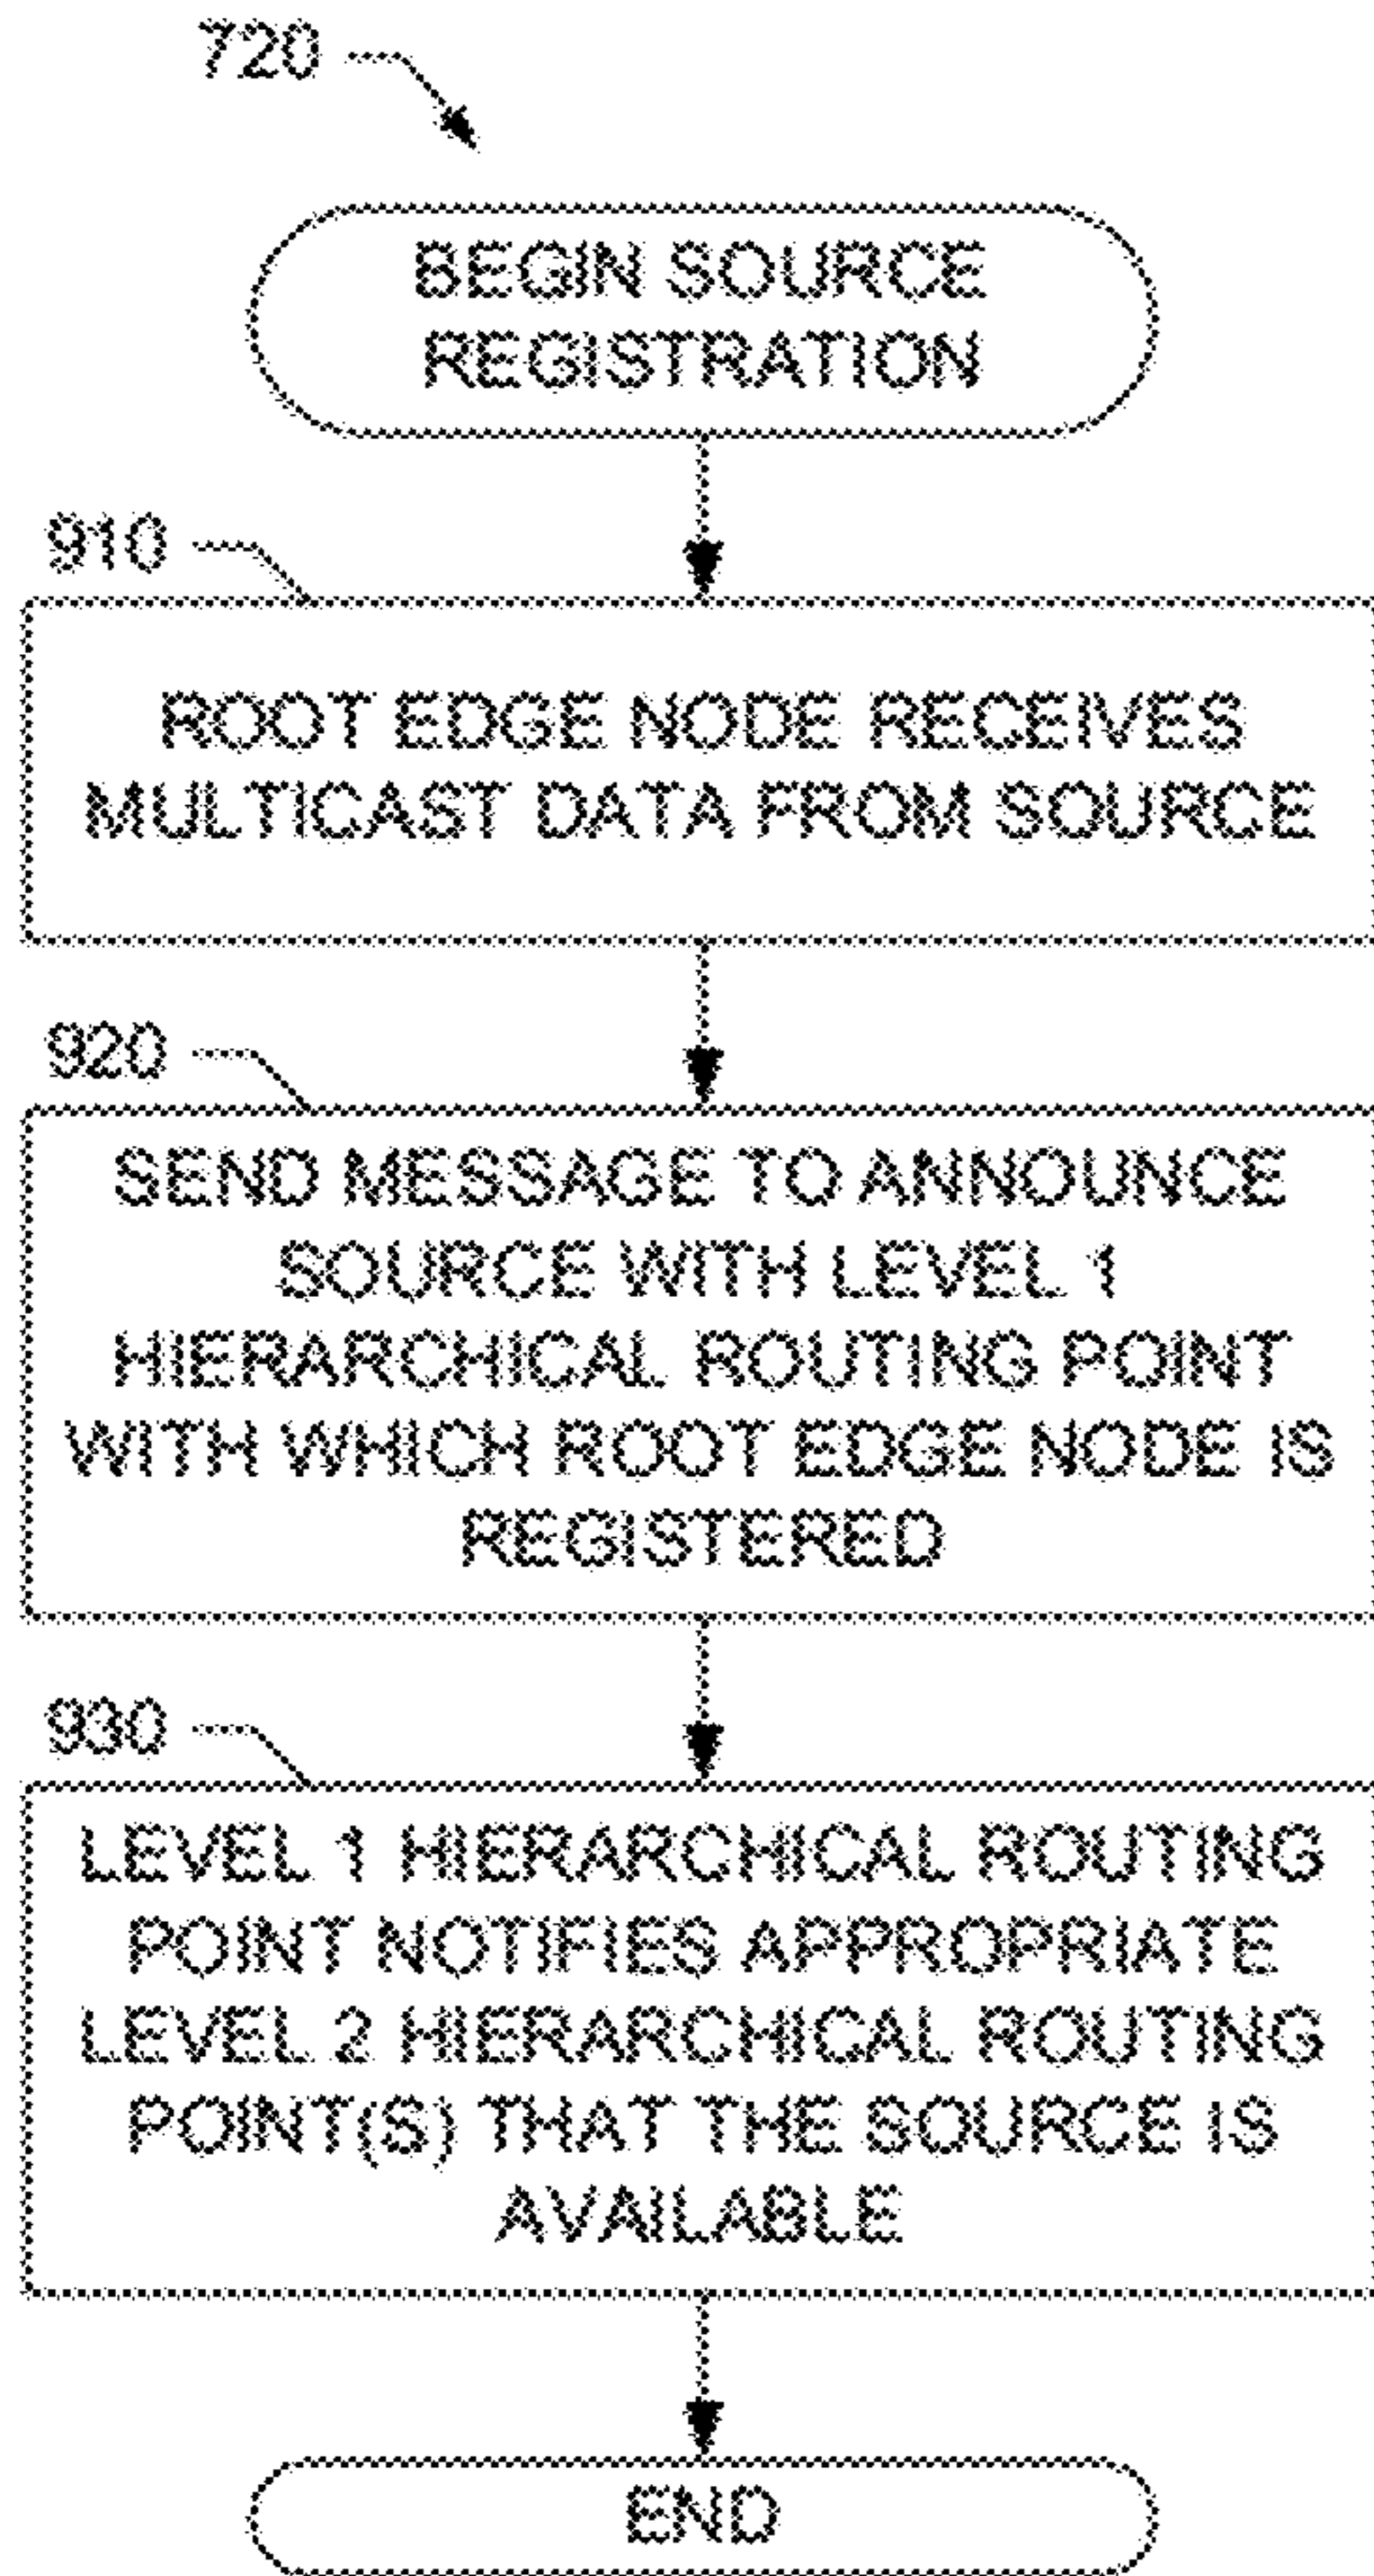 720
BEGIN SOURCE
REGISTRATION
910
ROOT EDGE NODE RECEIVES
MULTICAST DATA FROM SOURCE
920
SEND MESSAGE TO ANNOUNCE
SOURCE WITH LEVEL 1
HIERARCHICAL ROUTING POINT
WITH WHICH ROOT EDGE NODE IS
REGISTERED
930
LEVEL 1 HIERARCHICAL ROUTING
POINT NOTIFIES APPROPRIATE
LEVEL 2 HIERARCHICAL ROUTING
POINT(S) THAT THE SOURCE IS
AVAILABLE
END